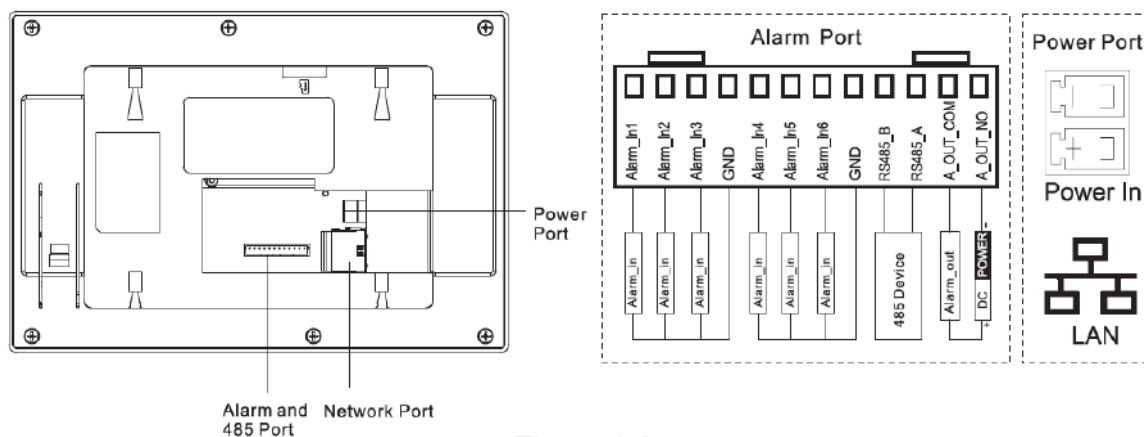 Power
Port
Alarm and
485 Port
Network Port
Alarm Port
Alarm_In1
Alarm_In2
Alarm_In3
GND
Alarm_In4
Alarm_In5
Alarm_In6
GND
RS485_B
RS485_A
A_OUT_COM
A_OUT_NO
Alarm_in
Alarm_in
Alarm_in
Alarm_in
Alarm_in
Alarm_in
485 Device
Alarm_out
+ DC POWER -
Power Port
-
+
Power In
LAN